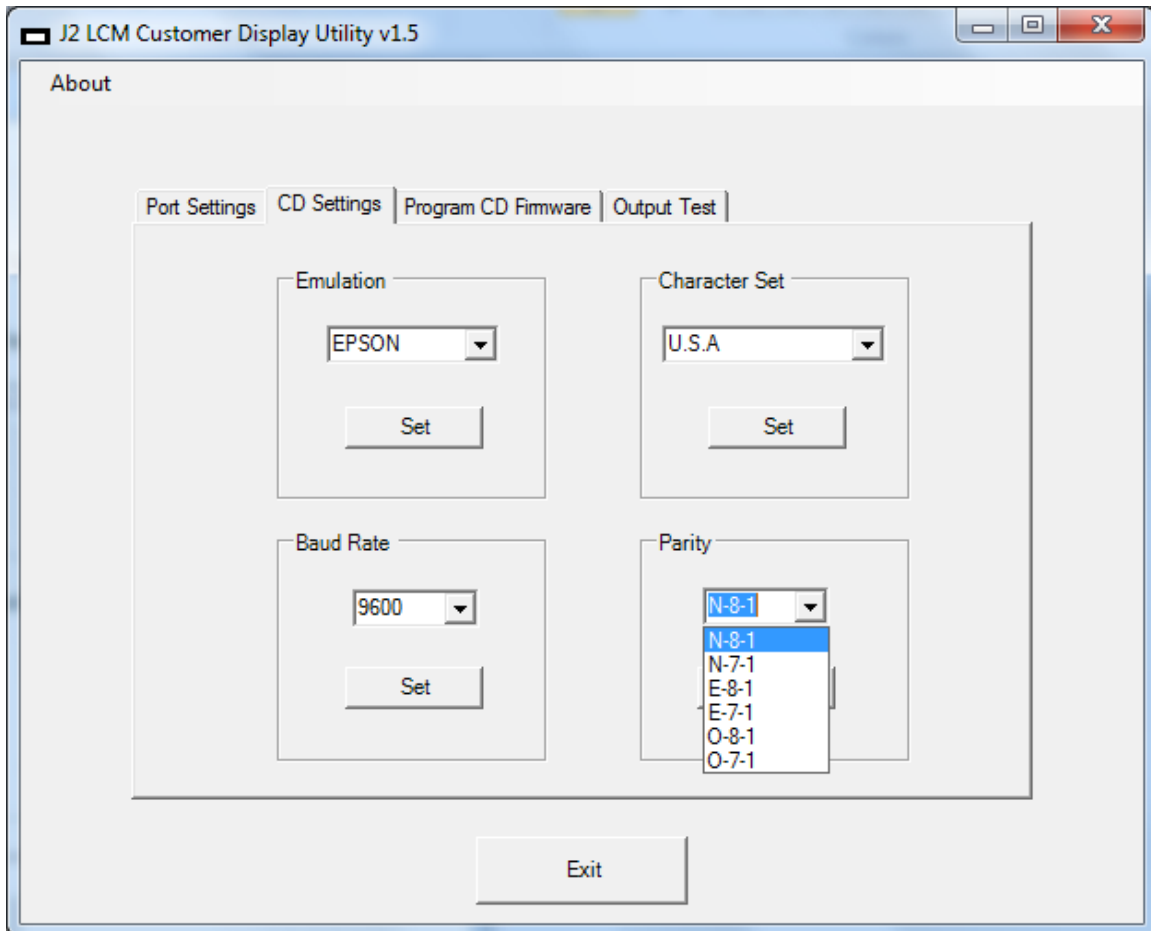 J2 LCM Customer Display Utility v1.5
About
Port Settings CD Settings Program CD Firmware Output Test
Emulation
EPSON
Set
Character Set
U.S.A
Set
Baud Rate
9600
Set
Parity
N-8-1
N-8-1
N-7-1
E-8-1
E-7-1
O-8-1
O-7-1
Exit